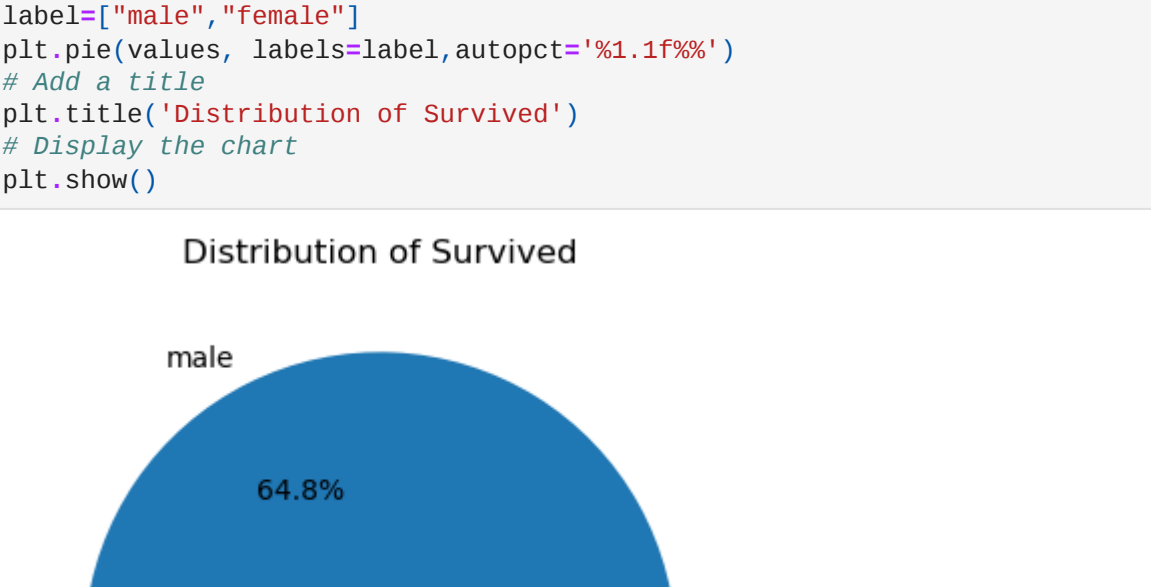 label=["male","female"]
plt.pie(values, labels=label,autopct='%1.1f%%')
# Add a title
plt.title('Distribution of Survived')
# Display the chart
plt.show()
Distribution of Survived
male
64.8%